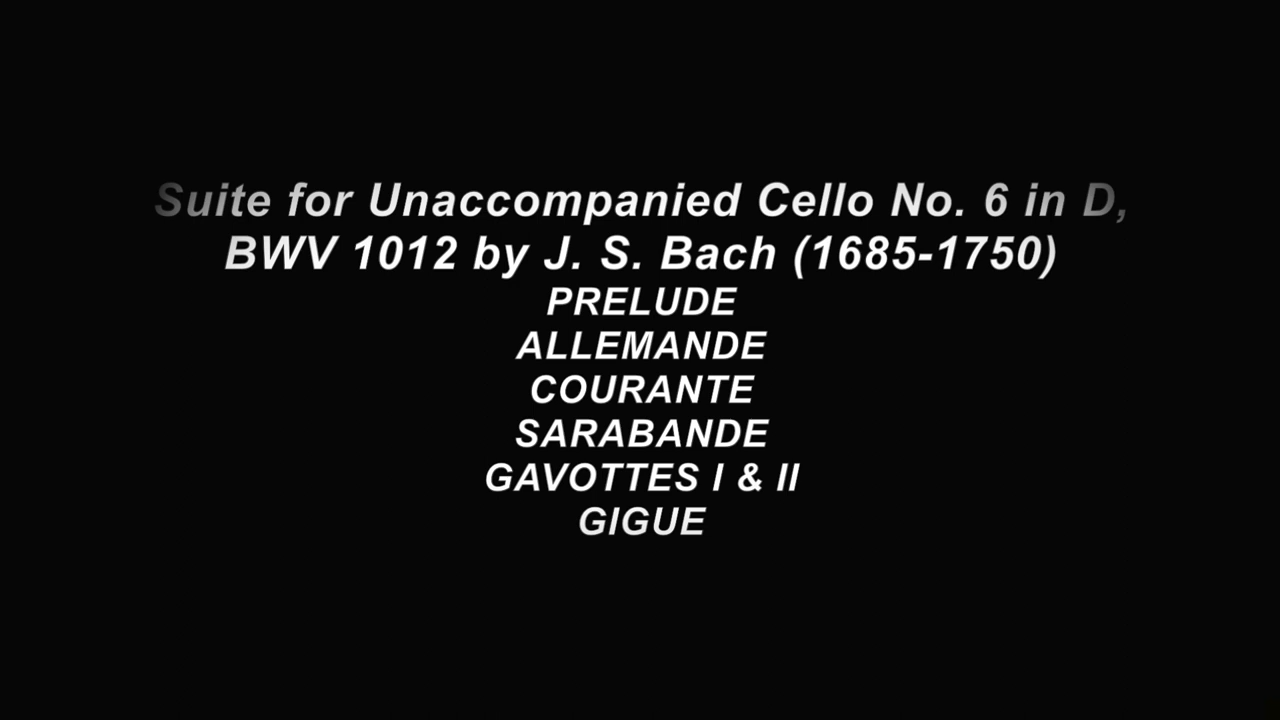 Suite for Unaccompanied Cello No. 6 in D,
BWV 1012 by J. S. Bach (1685-1750)
PRELUDE
ALLEMANDE
COURANTE
SARABANDE
GAVOTTES I & II
GIGUE